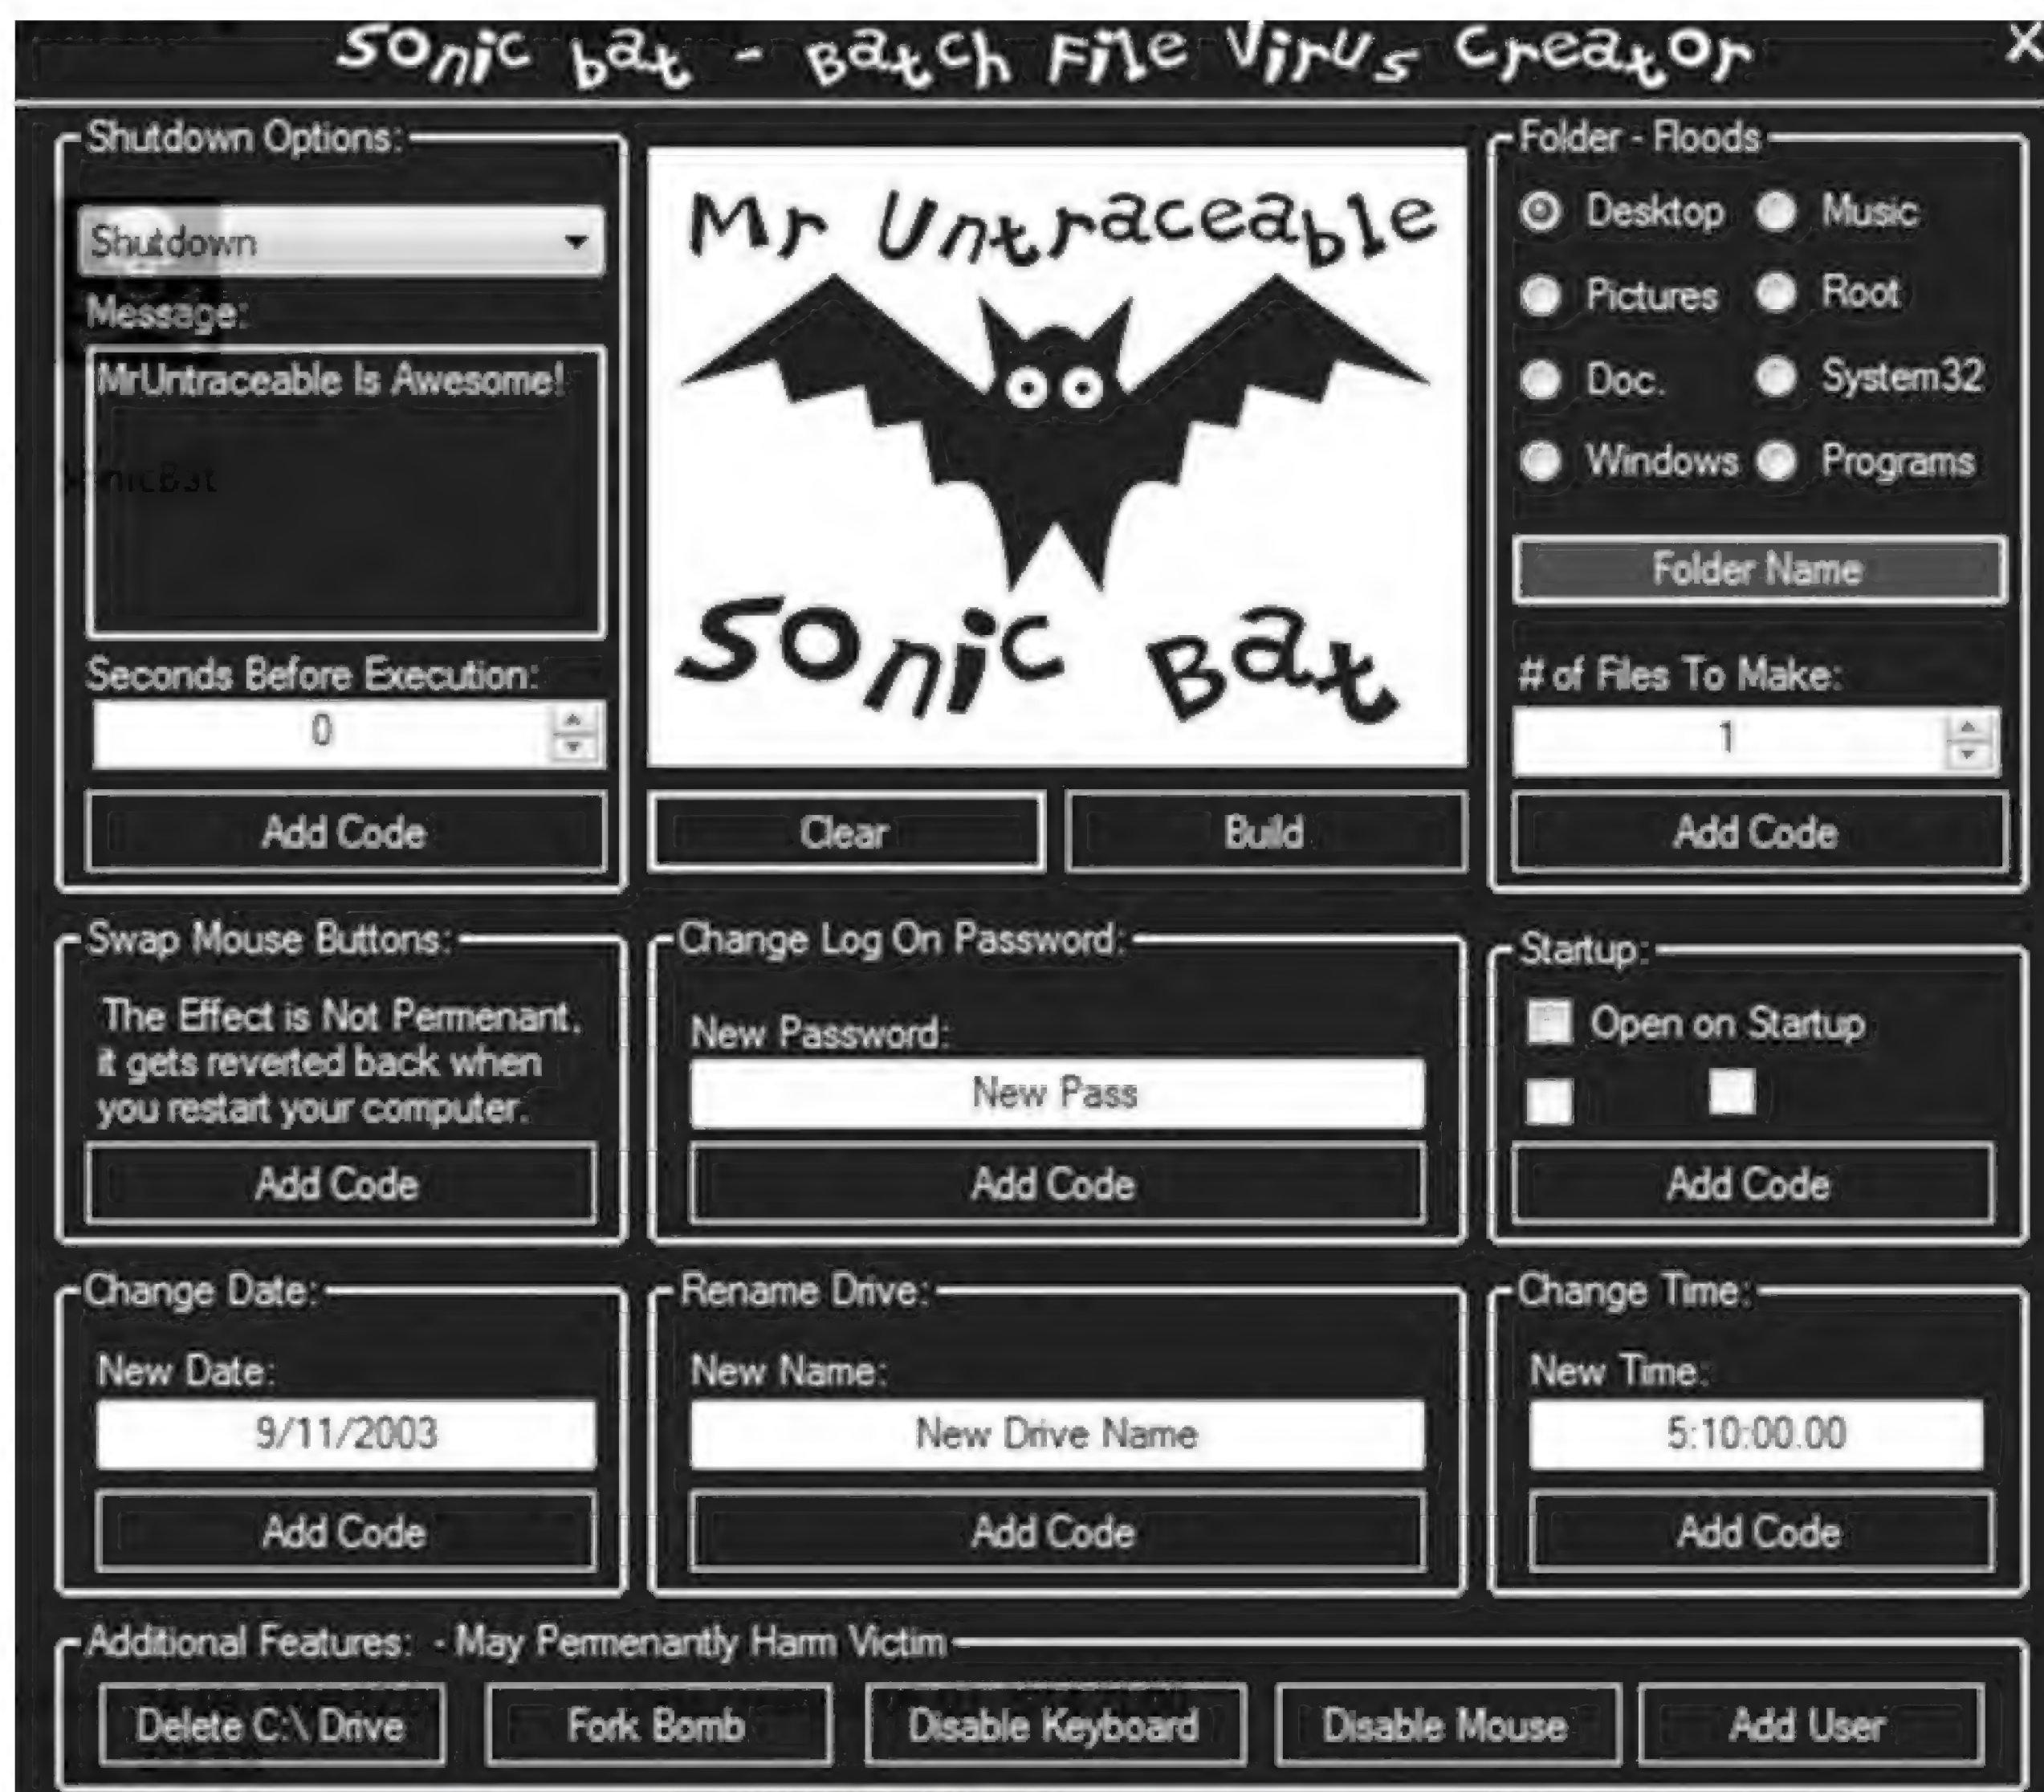 Sonic bat - Batch File Virus Creator X
Shutdown Options:
Shutdown
Message:
MrUntraceable Is Awesome!
Seconds Before Execution:
0
Add Code
Mr Untraceable
Sonic Bat
Clear
Build
Folder - Floods
Desktop Music
Pictures Root
Doc. System32
Windows Programs
Folder Name
# of Files To Make:
1
Add Code
Swap Mouse Buttons:
The Effect is Not Permenant,
it gets reverted back when
you restart your computer.
Add Code
Change Log On Password:
New Password:
New Pass
Add Code
Startup:
Open on Startup
Add Code
Change Date:
New Date:
9/11/2003
Add Code
Rename Drive:
New Name:
New Drive Name
Add Code
Change Time:
New Time:
5:10:00.00
Add Code
Additional Features: - May Permenantly Harm Victim
Delete C:\ Drive
Fork Bomb
Disable Keyboard
Disable Mouse
Add User